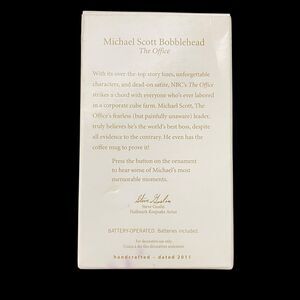 Michael Scott Bobblehead
The Office
With its over-the-top story lines, unforgettable
characters, and dead-on satire, NBC's The Office
strikes a chord with everyone who's ever labored
in a corporate cube farm. Michael Scott, The
Office's fearless (but painfully unaware) leader,
truly believes he's the world's best boss, despite
all evidence to the contrary. He even has the
coffee mug to prove it!
Press the button on the ornament
to hear some of Michael's most
memorable moments.
Steve Goslin
Hallmark Keepsake Artist
BATTERY-OPERATED. Batteries included.
For decorative use only.
handcrafted - dated 2011